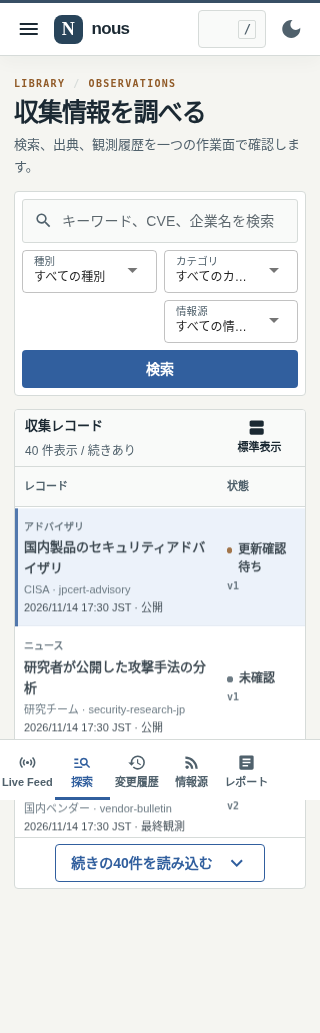 N nous /
LIBRARY / OBSERVATIONS
収集情報を調べる
検索、出典、観測履歴を一つの作業面で確認しま
す。
キーワード、CVE、企業名を検索
種別
すべての種別
カテゴリ
すべてのカ…
情報源
すべての情…
検索
収集レコード
40 件表示 / 続きあり
標準表示
レコード 状態
アドバイザリ
国内製品のセキュリティアドバ
イザリ
CISA · jpcert-advisory
2026/11/14 17:30 JST · 公開
更新確認
待ち
v1
ニュース
研究者が公開した攻撃手法の分
析
研究チーム · security-research-jp
2026/11/14 17:30 JST · 公開
未確認
v1
Live Feed 探索 変更履歴 情報源 レポート
国内ベンダー · vendor-bulletin
2026/11/14 17:30 JST · 最終観測
v2
続きの40件を読み込む